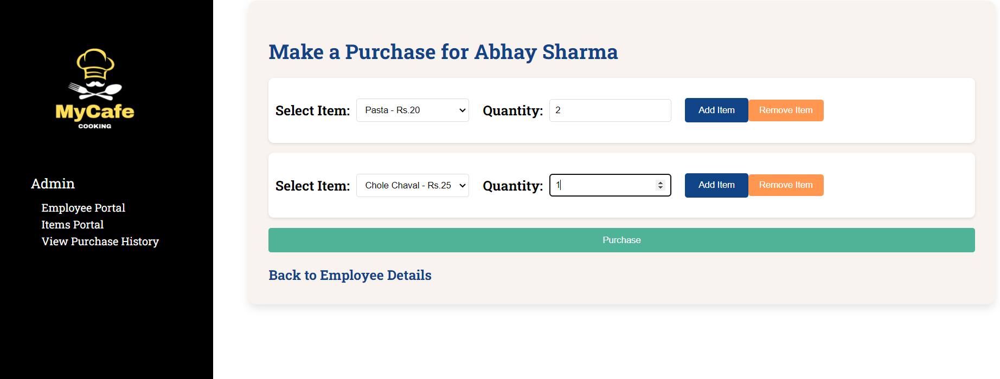 MyCafe
COOKING
Admin
Employee Portal
Items Portal
View Purchase History
Make a Purchase for Abhay Sharma
Select Item: Pasta - Rs.20 Quantity: 2 Add Item Remove Item
Select Item: Chole Chaval - Rs.25 Quantity: 1 Add Item Remove Item
Purchase
Back to Employee Details